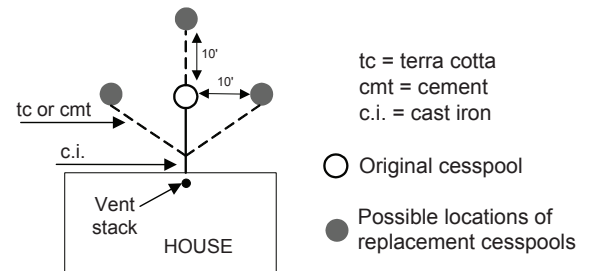 10'
10'
tc or cmt
c.i.
Vent
stack
HOUSE
tc = terra cotta
cmt = cement
c.i. = cast iron
Original cesspool
Possible locations of
replacement cesspools